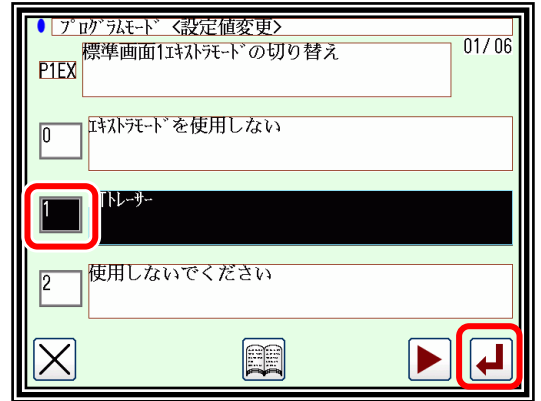 ﾌﾟﾛｸﾞﾗﾑﾓｰﾄﾞ <設定値変更>
01/06
P1EX
標準画面1ｴｷｽﾄﾗﾓｰﾄﾞの切り替え
0
ｴｷｽﾄﾗﾓｰﾄﾞを使用しない
1
Tﾄﾚｰｻｰ
2
使用しないでください